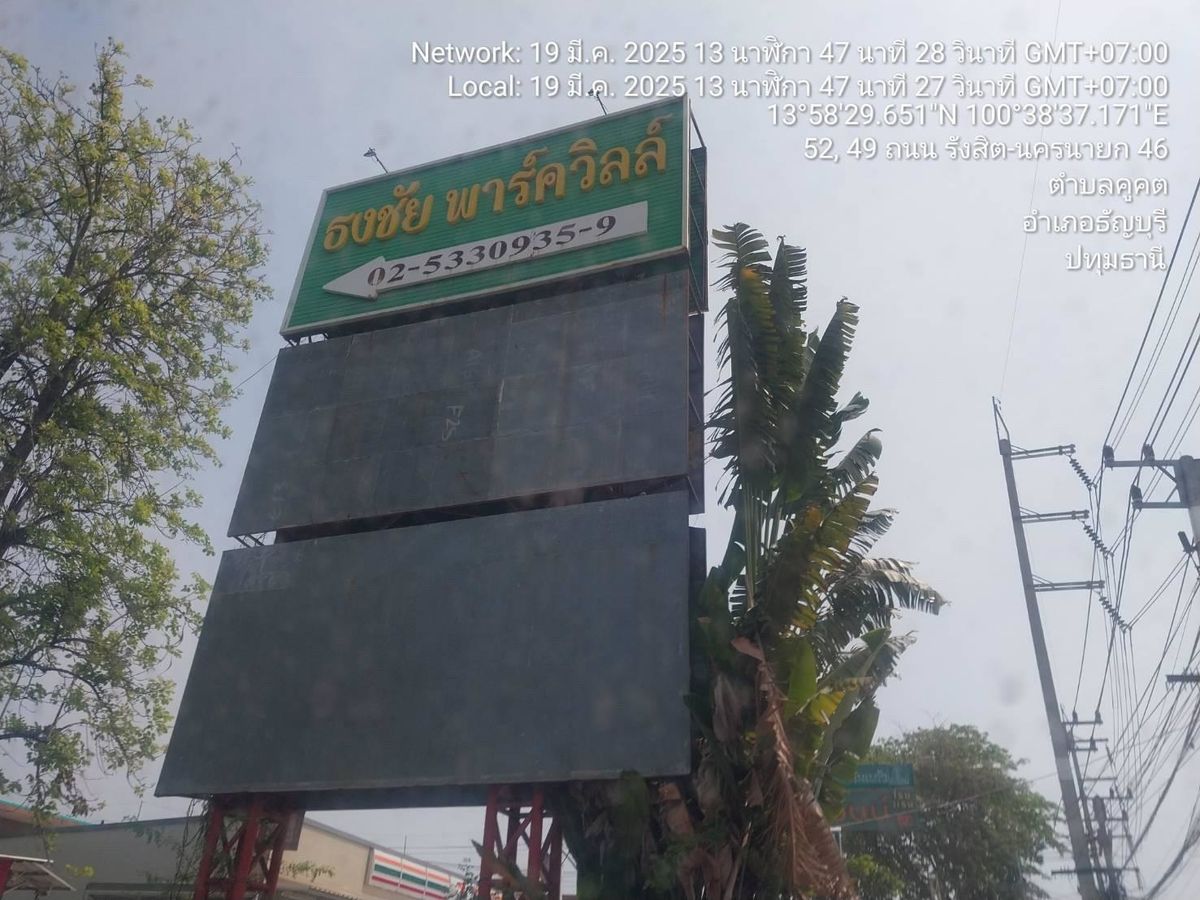 Network: 19 มี.ค. 2025 13 นาฬิกา 47 นาที 28 วินาที GMT+07:00
Local: 19 มี.ค. 2025 13 นาฬิกา 47 นาที 27 วินาที GMT+07:00
13°58'29.651"N 100°38'37.171"E
52, 49 ถนน รังสิต-นครนายก 46
ตำบลคูคต
อำเภอธัญบุรี
ปทุมธานี
ธงชัย พาร์ควิลล์
02-5330935-9
F25